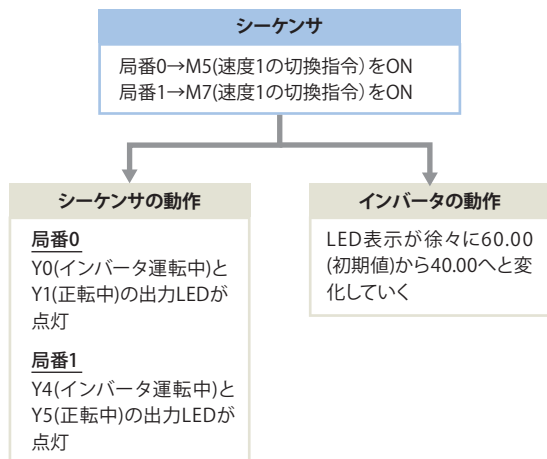 シーケンサ
局番0→M5(速度1の切換指令)をON
局番1→M7(速度1の切換指令)をON
シーケンサの動作
局番0
Y0(インバータ運転中)と
Y1(正転中)の出力LEDが
点灯
局番1
Y4(インバータ運転中)と
Y5(正転中)の出力LEDが
点灯
インバータの動作
LED表示が徐々に60.00
(初期値)から40.00へと変
化していく